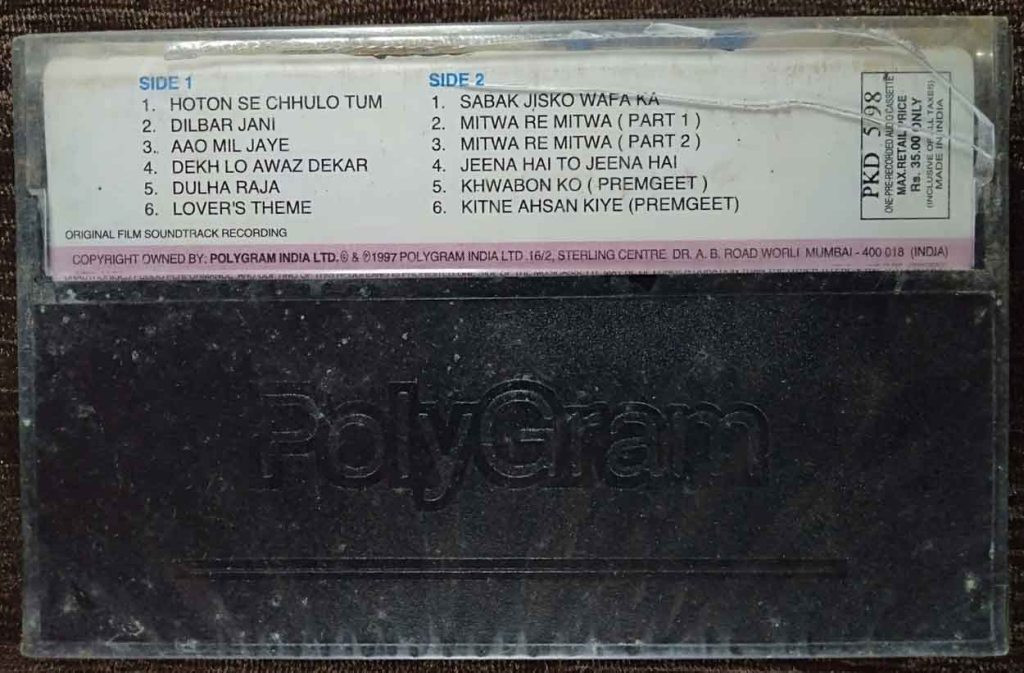 SIDE 1
1. HOTON SE CHHULO TUM
2. DILBAR JANI
3. AAO MIL JAYE
4. DEKH LO AWAZ DEKAR
5. DULHA RAJA
6. LOVER'S THEME
SIDE 2
1. SABAK JISKO WAFA KA
2. MITWA RE MITWA ( PART 1 )
3. MITWA RE MITWA ( PART 2 )
4. JEENA HAI TO JEENA HAI
5. KHWABON KO ( PREMGEET )
6. KITNE AHSAN KIYE (PREMGEET)
PKD 5/98
ONE-PRE-RECORDED AUDIO CASSETTE
MAX.RETAIL PRICE
Rs. 35.00 ONLY
(INCLUSIVE OF ALL TAXES)
MADE IN INDIA
ORIGINAL FILM SOUNDTRACK RECORDING
COPYRIGHT OWNED BY: POLYGRAM INDIA LTD. © & ℗1997 POLYGRAM INDIA LTD .16/2, STERLING CENTRE DR. A. B. ROAD WORLI MUMBAI - 400 018 (INDIA)
PolyGram